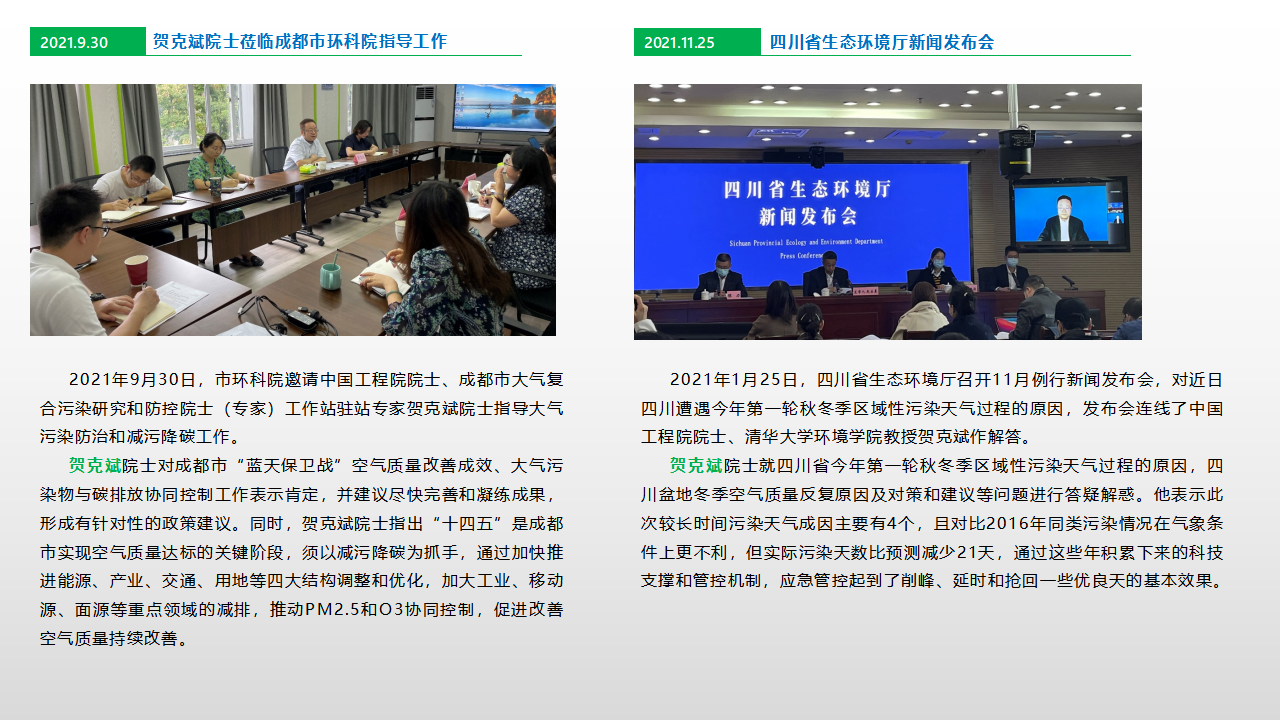 2021.9.30
贺克斌院士莅临成都市环科院指导工作
2021年9月30日，市环科院邀请中国工程院院士、成都市大气复
合污染研究和防控院士（专家）工作站驻站专家贺克斌院士指导大气
污染防治和减污降碳工作。
贺克斌院士对成都市“蓝天保卫战”空气质量改善成效、大气污
染物与碳排放协同控制工作表示肯定，并建议尽快完善和凝练成果，
形成有针对性的政策建议。同时，贺克斌院士指出“十四五”是成都
市实现空气质量达标的关键阶段，须以减污降碳为抓手，通过加快推
进能源、产业、交通、用地等四大结构调整和优化，加大工业、移动
源、面源等重点领域的减排，推动PM2.5和O3协同控制，促进改善
空气质量持续改善。
2021.11.25
四川省生态环境厅新闻发布会
四川省生态环境厅
新闻发布会
Sichuan Provincial Ecology and Environment Department
Press Conference
2021年1月25日，四川省生态环境厅召开11月例行新闻发布会，对近日
四川遭遇今年第一轮秋冬季区域性污染天气过程的原因，发布会连线了中国
工程院院士、清华大学环境学院教授贺克斌作解答。
贺克斌院士就四川省今年第一轮秋冬季区域性污染天气过程的原因，四
川盆地冬季空气质量反复原因及对策和建议等问题进行答疑解惑。他表示此
次较长时间污染天气成因主要有4个，且对比2016年同类污染情况在气象条
件上更不利，但实际污染天数比预测减少21天，通过这些年积累下来的科技
支撑和管控机制，应急管控起到了削峰、延时和抢回一些优良天的基本效果。